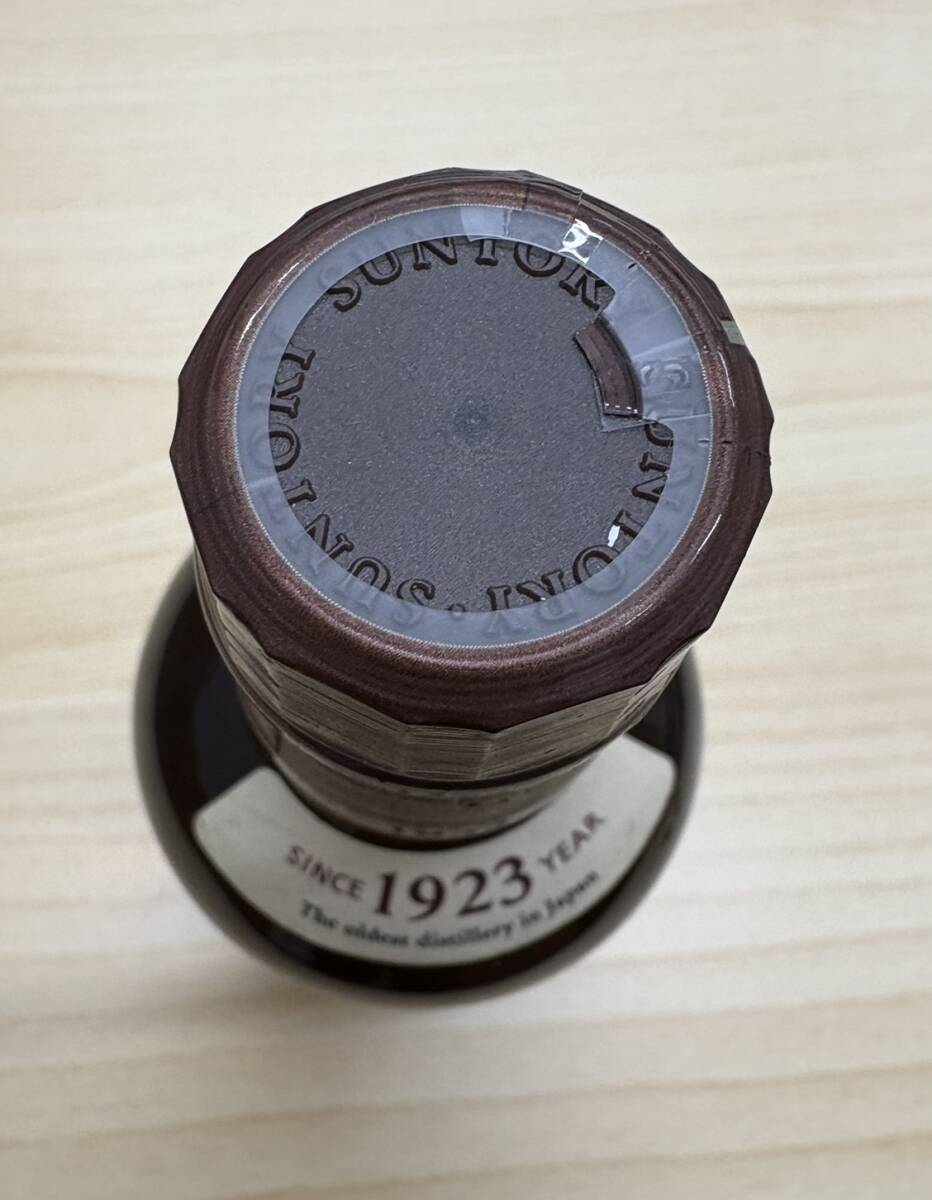 SUNTORY · SUNTORY · SUNTORY
SINCE 1923 YEAR
The oldest distillery in Japan